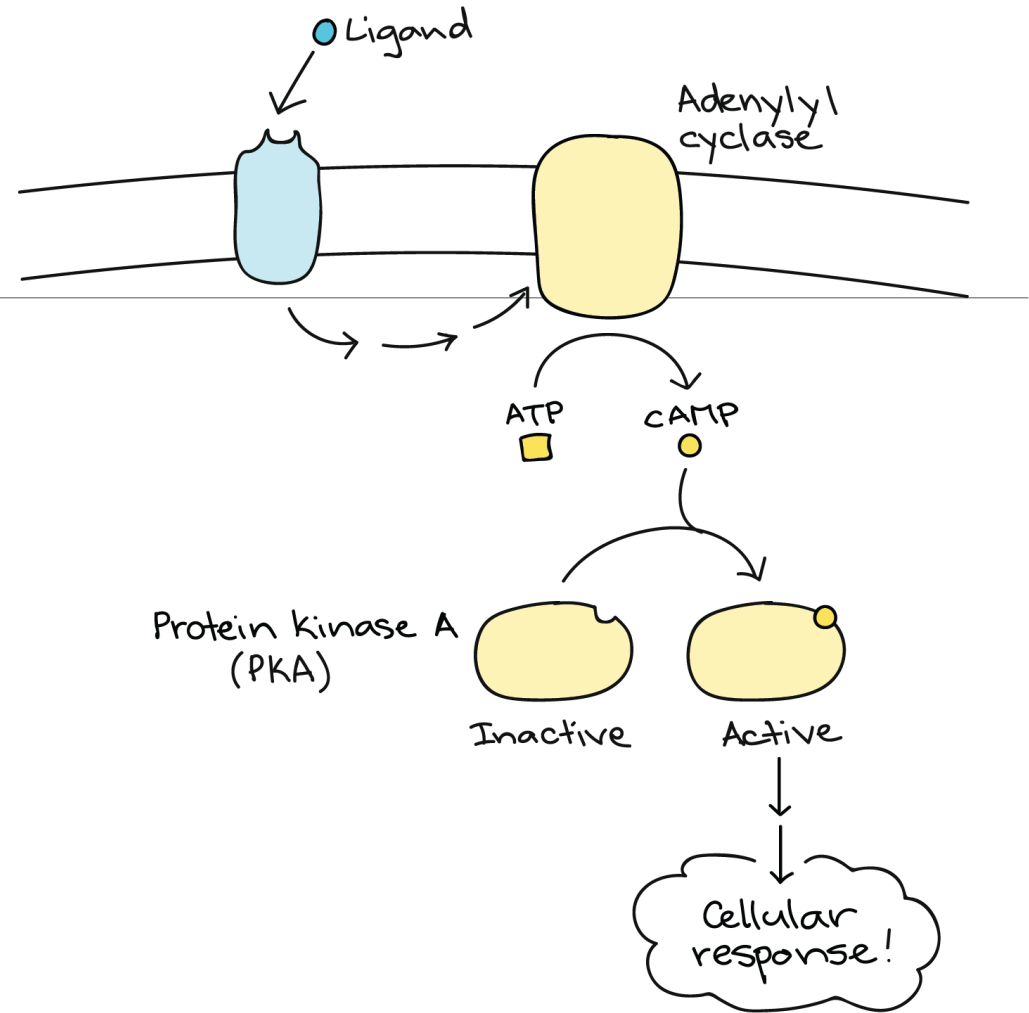 Ligand
Adenylyl
cyclase
ATP
cAMP
Protein kinase A
(PKA)
Inactive
Active
Cellular
response!